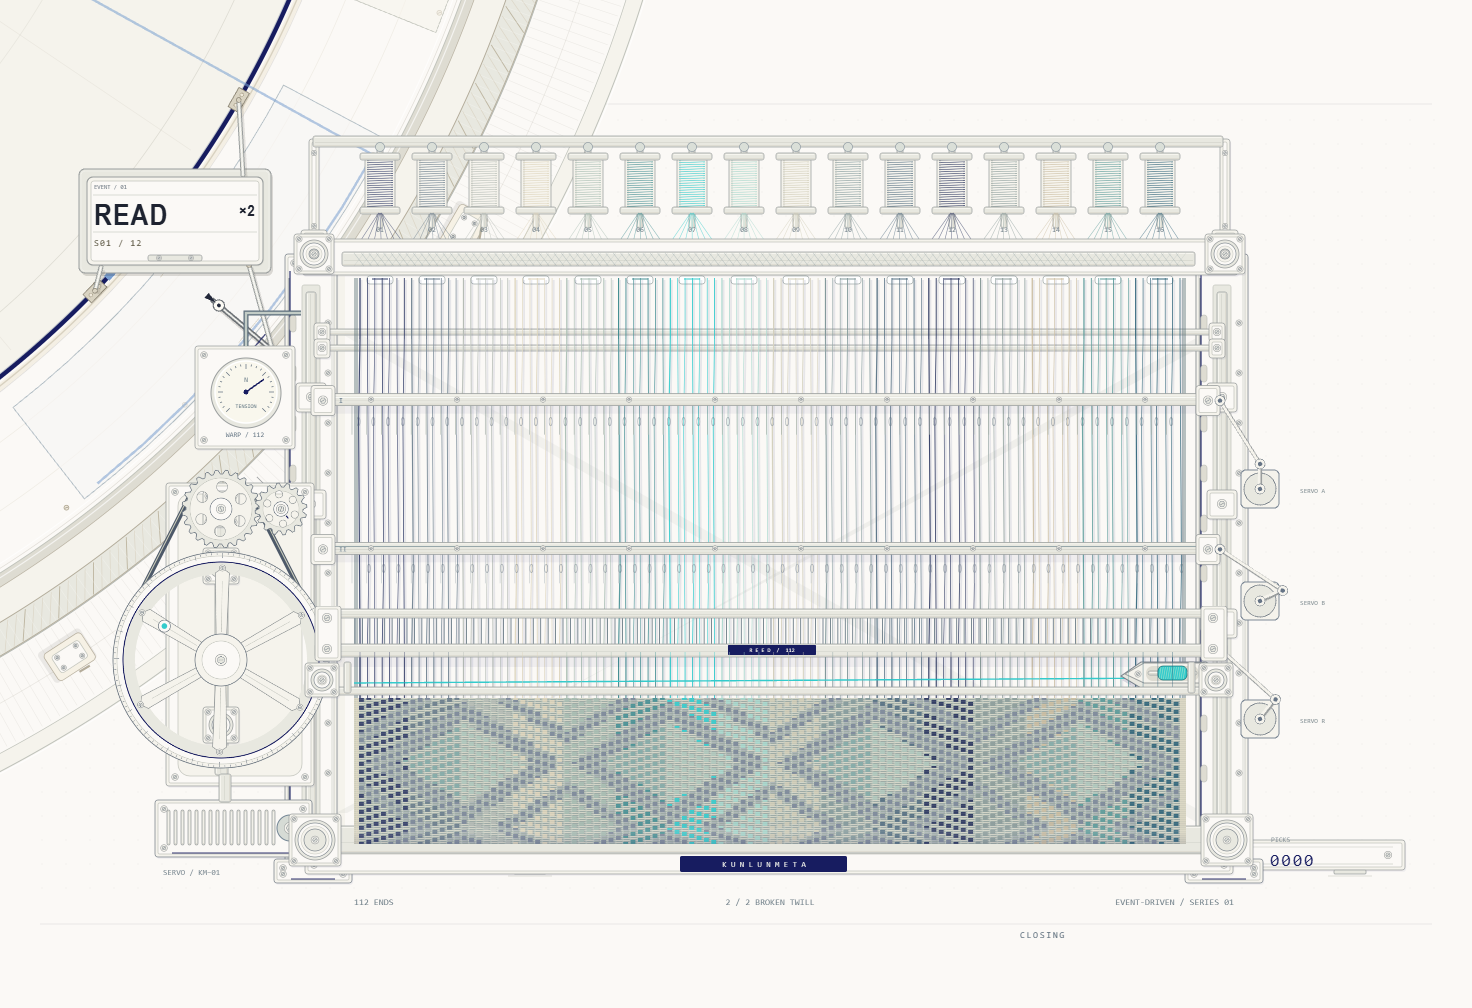 EVENT / 01
READ
×2
S01 / 12
01 02 03 04 05 06 07 08 09 10 11 12 13 14 15 16
N
TENSION
WARP / 112
I
II
SERVO A
SERVO B
REED / 112
SERVO R
KUNLUNMETA
PICKS
0000
SERVO / KM-01
112 ENDS
2 / 2 BROKEN TWILL
EVENT-DRIVEN / SERIES 01
CLOSING